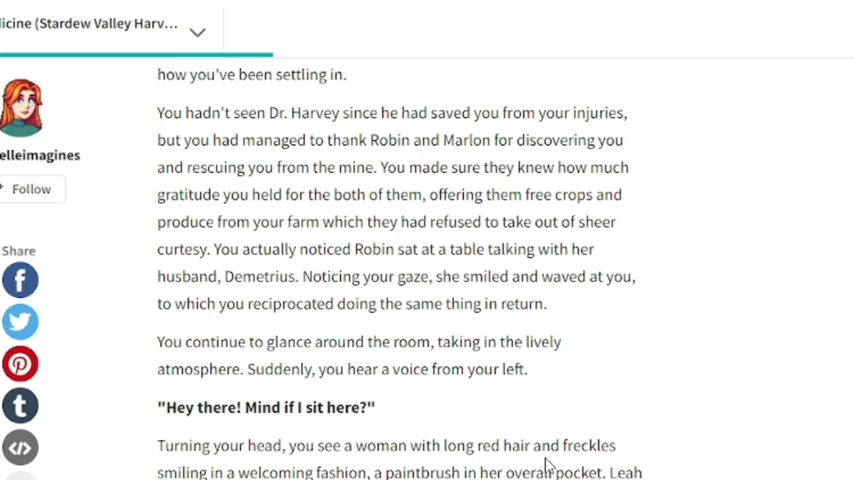 dicine (Stardew Valley Harv...
how you've been settling in.
You hadn't seen Dr. Harvey since he had saved you from your injuries,
but you had managed to thank Robin and Marlon for discovering you
and rescuing you from the mine. You made sure they knew how much
gratitude you held for the both of them, offering them free crops and
produce from your farm which they had refused to take out of sheer
curtesy. You actually noticed Robin sat at a table talking with her
husband, Demetrius. Noticing your gaze, she smiled and waved at you,
to which you reciprocated doing the same thing in return.
elleimagines
Follow
Share
You continue to glance around the room, taking in the lively
atmosphere. Suddenly, you hear a voice from your left.
"Hey there! Mind if I sit here?"
Turning your head, you see a woman with long red hair and freckles
smiling in a welcoming fashion, a paintbrush in her overall pocket. Leah